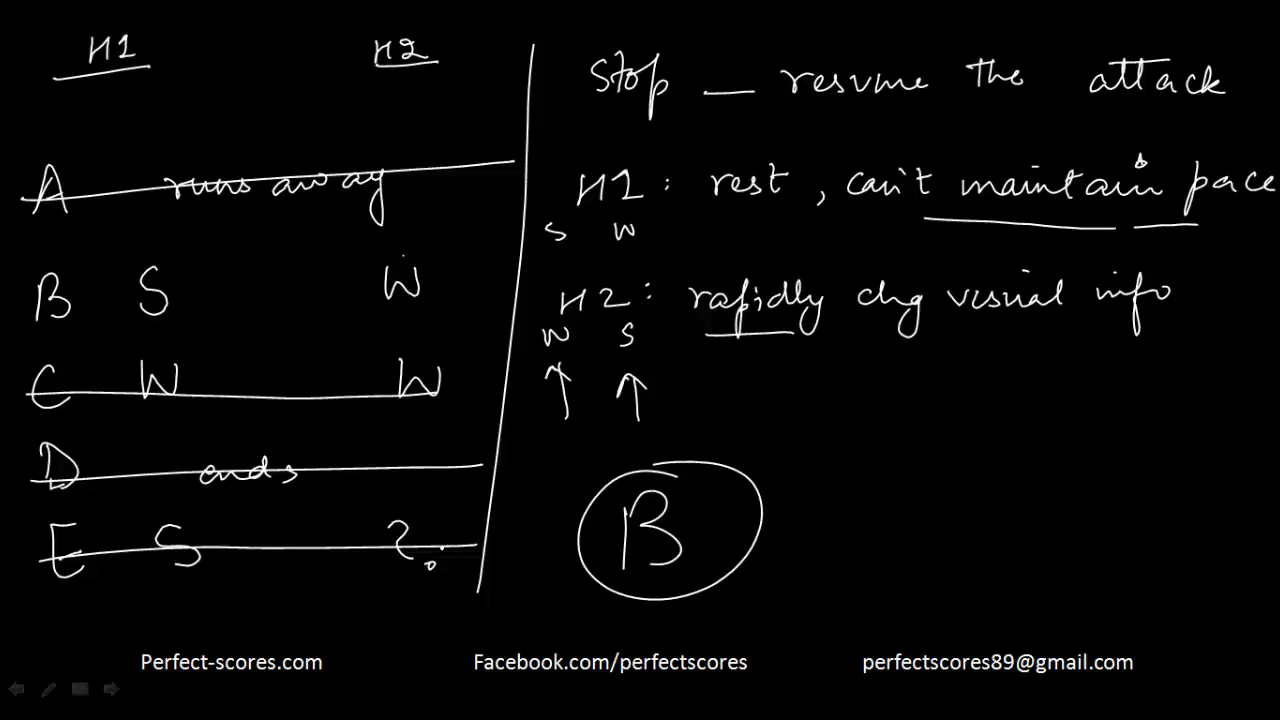 H1 H2
A runs away
B S W
C W W
D ends
E S ?
stop — resume the attack
H1 : rest , can't maintain pace
S W
H2 : rapidly chg visual info
W S
↑ ↑
B
Perfect-scores.com Facebook.com/perfectscores perfectscores89@gmail.com